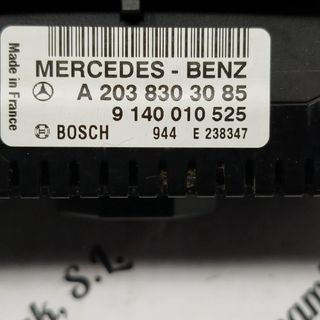 Made in France
MERCEDES - BENZ
A 203 830 30 85
9 140 010 525
BOSCH 944 E 238347